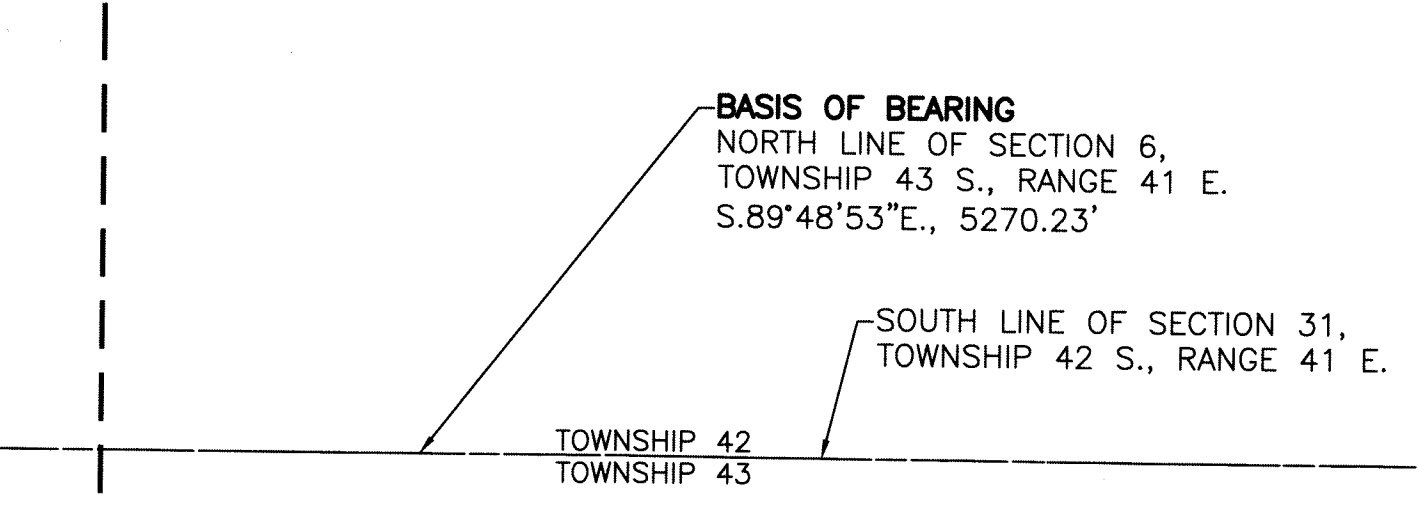 BASIS OF BEARING
NORTH LINE OF SECTION 6,
TOWNSHIP 43 S., RANGE 41 E.
S.89°48'53"E., 5270.23'
SOUTH LINE OF SECTION 31,
TOWNSHIP 42 S., RANGE 41 E.
TOWNSHIP 42
TOWNSHIP 43